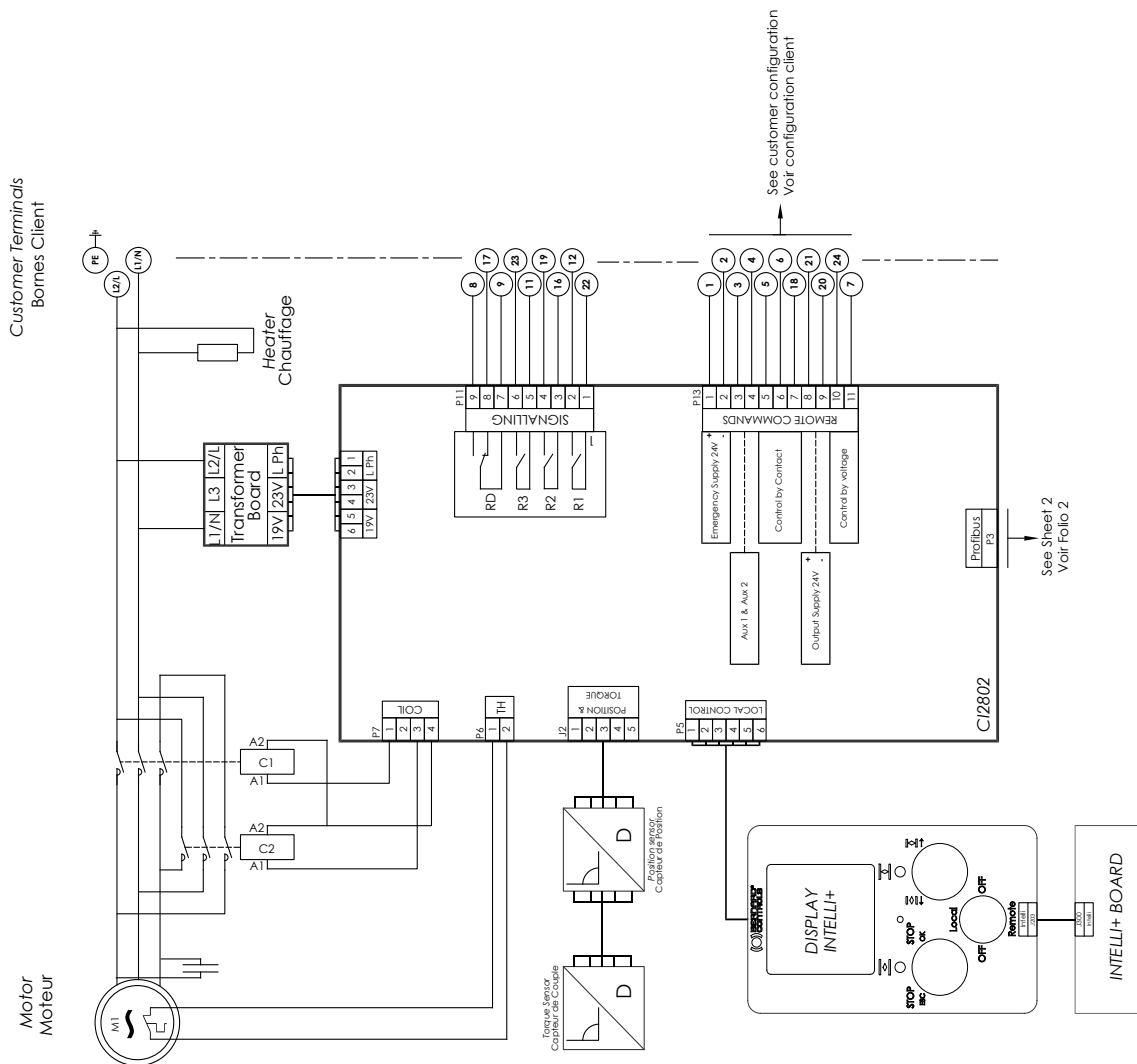 Customer Terminals
Bornes Client
PE
L2/L
L1/N
Heater
Chauffage
L1/N L3 L2/L
Transformer
Board
19V 23V L Ph
6 5 4 3 2 1
19V 23V L Ph
Motor
Moteur
M1
A2
C1
A1
A2
C2
A1
P7
COIL
1
2
3
4
P6
TH
1
2
J2
POSITION &
TORQUE
1
2
3
4
5
P5
LOCAL CONTROL
1
2
3
4
5
6
P11
SIGNALLING
9
8
7
6
5
4
3
2
1
RD
R3
R2
R1
1
8
17
9
23
11
19
16
12
22
P13
REMOTE COMMANDS
1
2
3
4
5
6
7
8
9
10
11
Emergency Supply 24V
+
-
Aux 1 & Aux 2
Control by Contact
Output Supply 24V
+
-
Control by voltage
1
2
3
4
5
6
18
21
20
24
7
See customer configuration
Voir configuration client
Profibus
P3
See Sheet 2
Voir Folio 2
CI2802
Position sensor
Capteur de Position
D
Torque Sensor
Capteur de Couple
D
BERNARD
CONTROLS
DISPLAY
INTELLI+
STOP
ESC
STOP
OK
Local
OFF
OFF
Remote
Intelli
J203
J300
Intelli
INTELLI+ BOARD